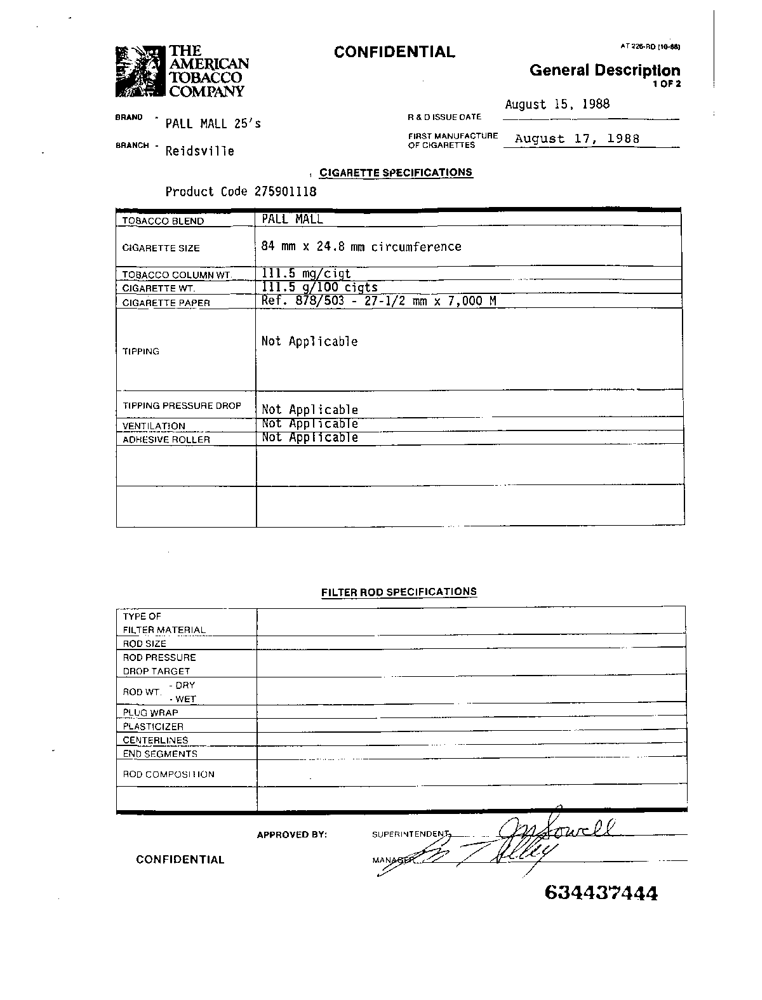 AT 226-RD (10-86)
THE
AMERICAN
TOBACCO
COMPANY
CONFIDENTIAL
General Description
1 OF 2
BRAND - PALL MALL 25's
R & D ISSUE DATE August 15, 1988
BRANCH - Reidsville
FIRST MANUFACTURE
OF CIGARETTES August 17, 1988
CIGARETTE SPECIFICATIONS
Product Code 275901118
TOBACCO BLEND PALL MALL
CIGARETTE SIZE 84 mm x 24.8 mm circumference
TOBACCO COLUMN WT. 111.5 mg/cigt
CIGARETTE WT. 111.5 g/100 cigts
CIGARETTE PAPER Ref. 878/503 - 27-1/2 mm x 7,000 M
TIPPING Not Applicable
TIPPING PRESSURE DROP Not Applicable
VENTILATION Not Applicable
ADHESIVE ROLLER Not Applicable
FILTER ROD SPECIFICATIONS
TYPE OF
FILTER MATERIAL
ROD SIZE
ROD PRESSURE
DROP TARGET
ROD WT. - DRY
- WET
PLUG WRAP
PLASTICIZER
CENTERLINES
END SEGMENTS
ROD COMPOSITION
APPROVED BY:
SUPERINTENDENT
CONFIDENTIAL
MANAGER
634437444